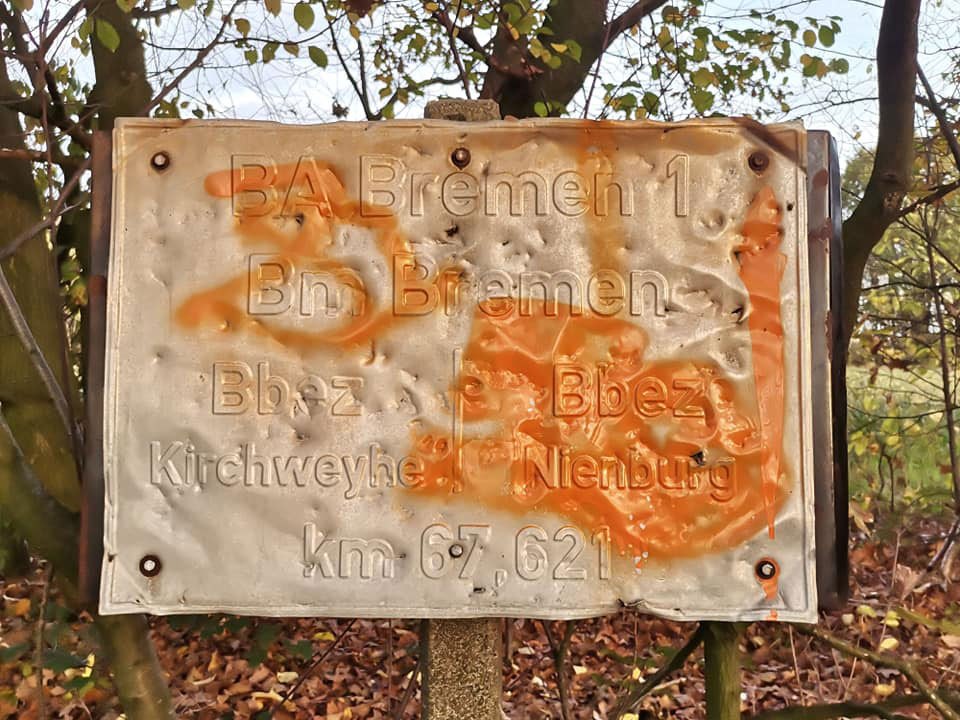 BA Bremen 1
Bm Bremen
Bbez Bbez
Kirchweyhe Nienburg
km 67,621